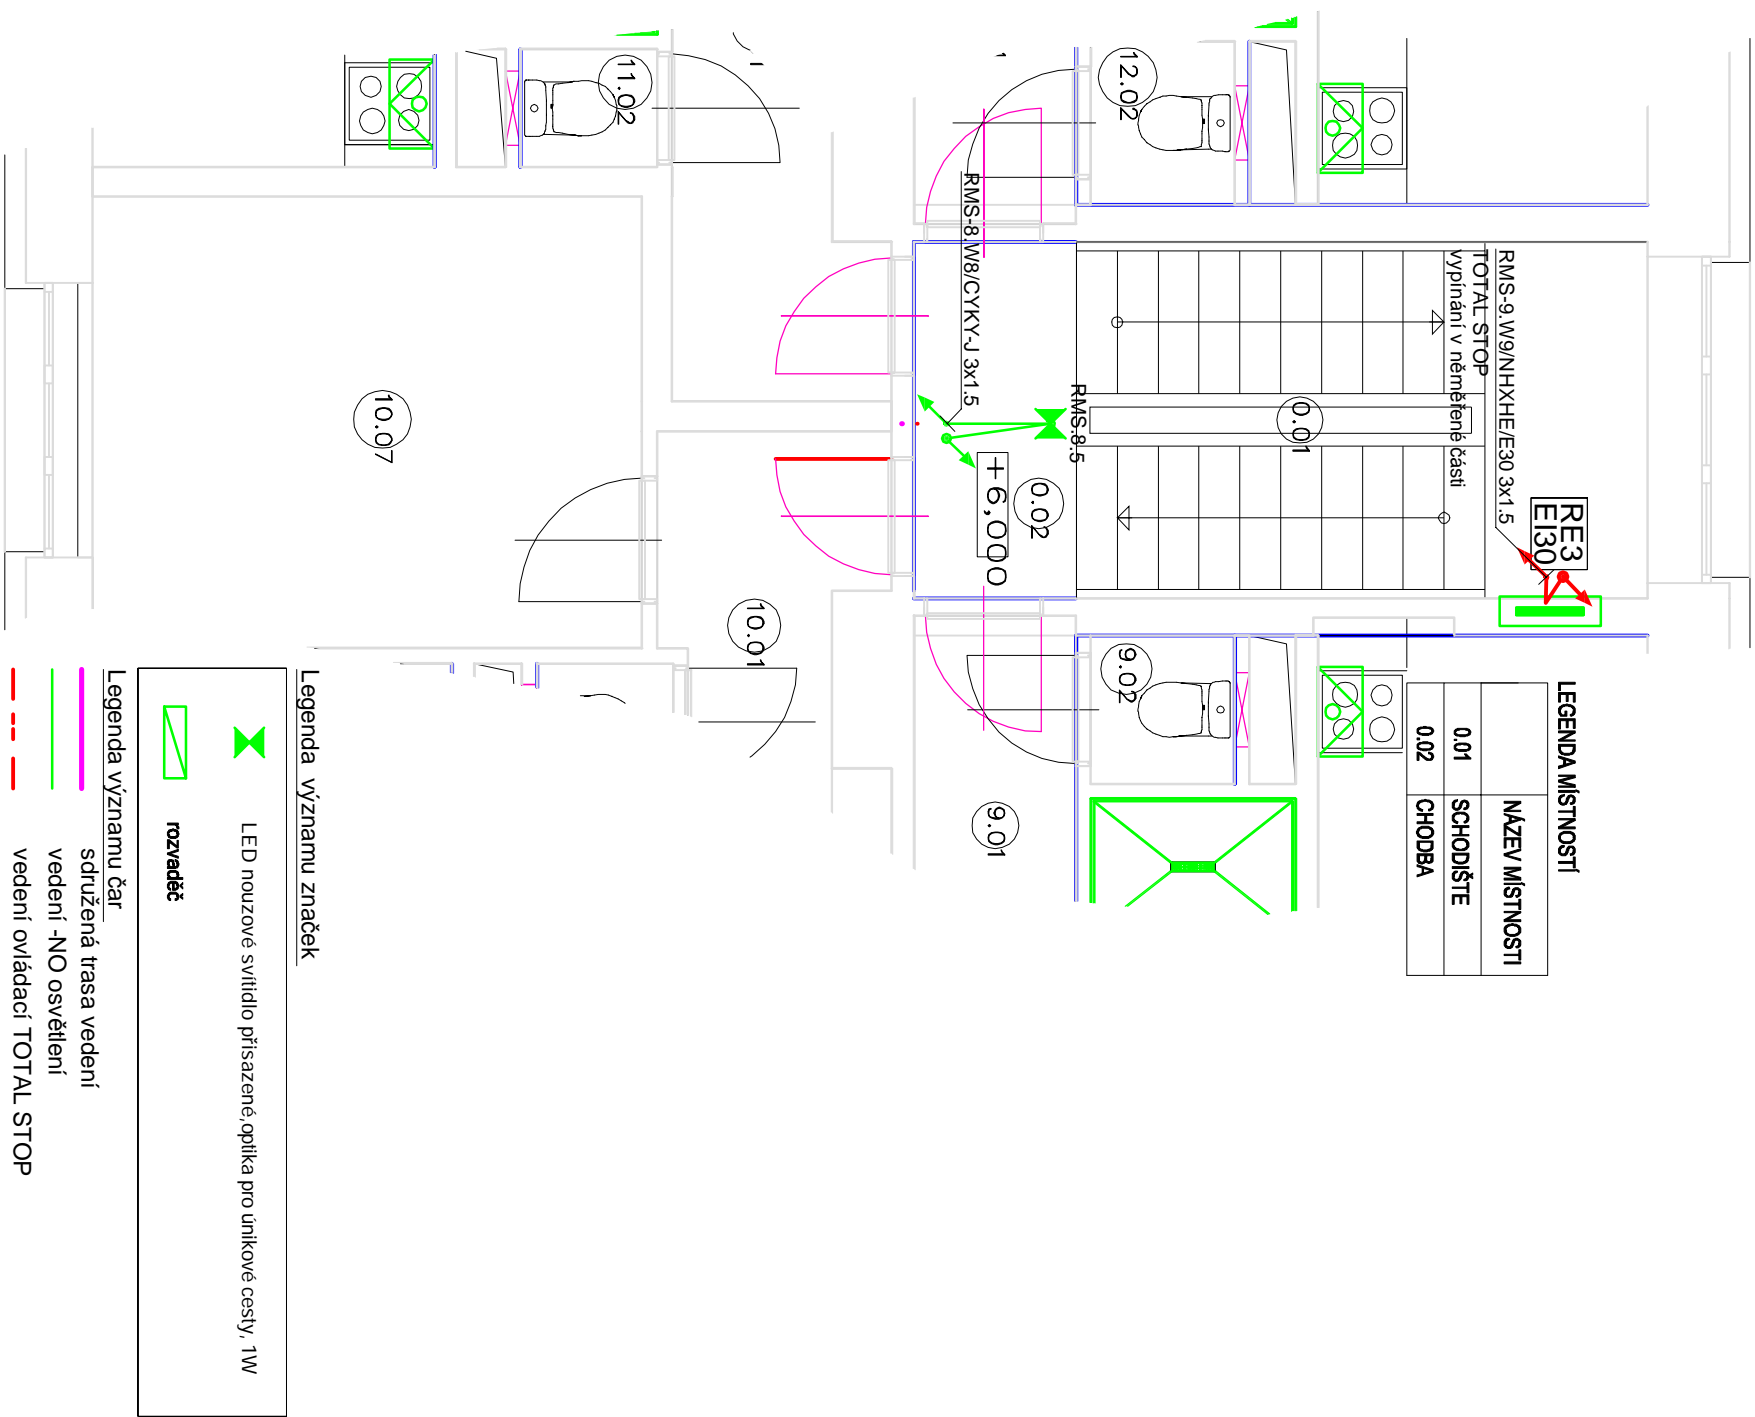 LEGENDA MÍSTNOSTÍ
NÁZEV MÍSTNOSTI
0.01 SCHODIŠTE
0.02 CHODBA
RE3
EI30
RMS-9.W9/NHXHE/E30 3x1.5
TOTAL STOP
vypínání v neměřené části
0.01
12.02
9.02
RMS.8.5
0.02
+6,000
RMS-8.W8/CYKY-J 3x1.5
9.01
10.01
11.02
10.07
Legenda významu značek
LED nouzové svítidlo přisazené,optika pro únikové cesty, 1W
rozvaděč
Legenda významu čar
sdružená trasa vedení
vedení -NO osvětlení
vedení ovládací TOTAL STOP